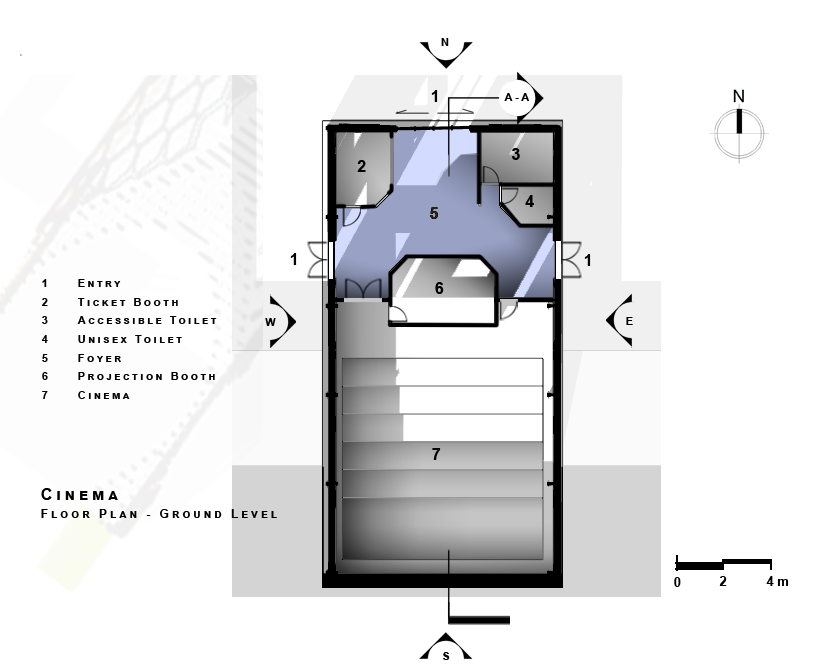 N
1
A-A
N
2
3
4
5
1
1
6
W
E
1 ENTRY
2 TICKET BOOTH
3 ACCESSIBLE TOILET
4 UNISEX TOILET
5 FOYER
6 PROJECTION BOOTH
7 CINEMA
7
CINEMA
FLOOR PLAN - GROUND LEVEL
0 2 4 m
S